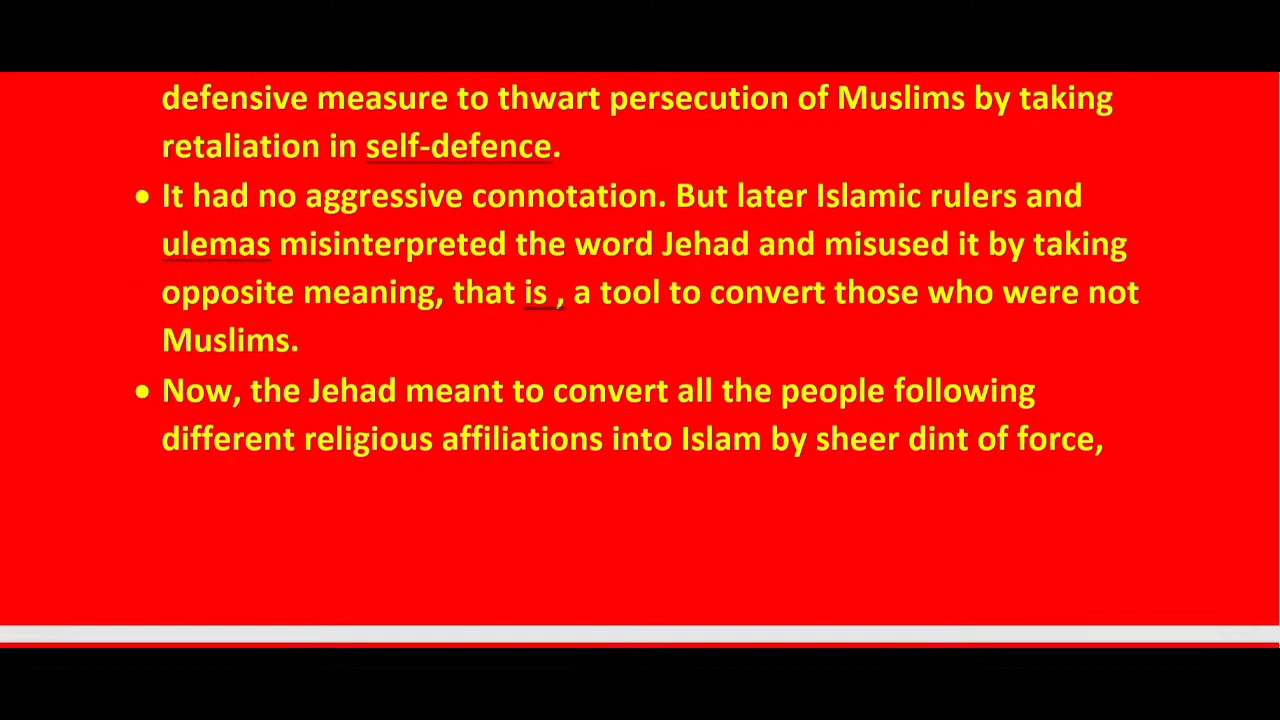 defensive measure to thwart persecution of Muslims by taking
retaliation in self-defence.
• It had no aggressive connotation. But later Islamic rulers and
ulemas misinterpreted the word Jehad and misused it by taking
opposite meaning, that is , a tool to convert those who were not
Muslims.
• Now, the Jehad meant to convert all the people following
different religious affiliations into Islam by sheer dint of force,